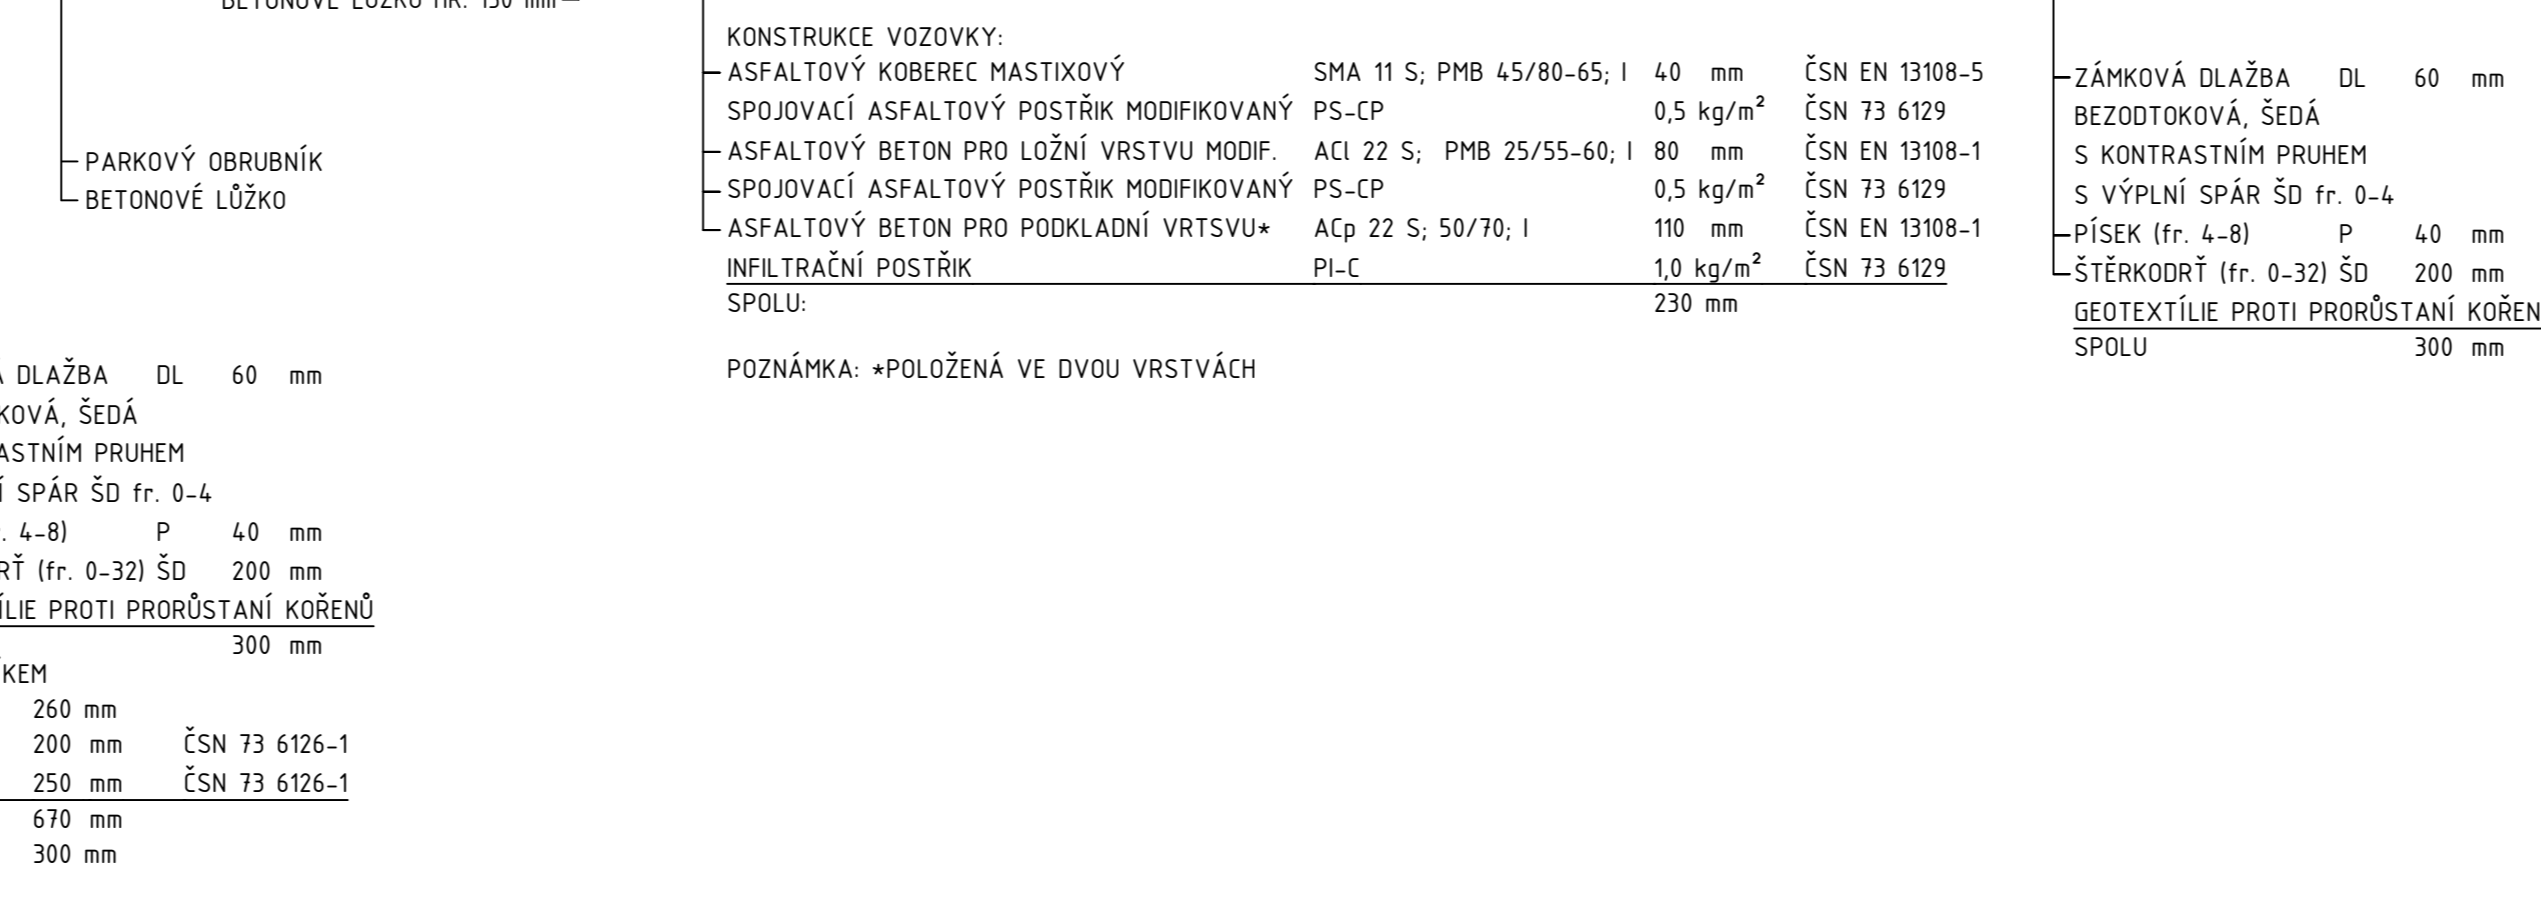 PARKOVÝ OBRUBNÍK
BETONOVÉ LŮŽKO
KONSTRUKCE VOZOVKY:
ASFALTOVÝ KOBEREC MASTIXOVÝ SMA 11 S; PMB 45/80-65; I 40 mm ČSN EN 13108-5
SPOJOVACÍ ASFALTOVÝ POSTŘIK MODIFIKOVANÝ PS-CP 0,5 kg/m² ČSN 73 6129
ASFALTOVÝ BETON PRO LOŽNÍ VRSTVU MODIF. ACl 22 S; PMB 25/55-60; I 80 mm ČSN EN 13108-1
SPOJOVACÍ ASFALTOVÝ POSTŘIK MODIFIKOVANÝ PS-CP 0,5 kg/m² ČSN 73 6129
ASFALTOVÝ BETON PRO PODKLADNÍ VRTSVU* ACp 22 S; 50/70; I 110 mm ČSN EN 13108-1
INFILTRAČNÍ POSTŘIK PI-C 1,0 kg/m² ČSN 73 6129
SPOLU: 230 mm
POZNÁMKA: *POLOŽENÁ VE DVOU VRSTVÁCH
ZÁMKOVÁ DLAŽBA DL 60 mm
BEZODTOKOVÁ, ŠEDÁ
S KONTRASTNÍM PRUHEM
S VÝPLNÍ SPÁR ŠD fr. 0-4
PÍSEK (fr. 4-8) P 40 mm
ŠTĚRKODRŤ (fr. 0-32) ŠD 200 mm
GEOTEXTÍLIE PROTI PRORŮSTANÍ KOŘEN
SPOLU 300 mm
DLAŽBA DL 60 mm
KOVÁ, ŠEDÁ
ASTNÍM PRUHEM
Í SPÁR ŠD fr. 0-4
. 4-8) P 40 mm
RŤ (fr. 0-32) ŠD 200 mm
ÍLIE PROTI PRORŮSTANÍ KOŘENŮ
300 mm
KEM
260 mm
200 mm ČSN 73 6126-1
250 mm ČSN 73 6126-1
670 mm
300 mm